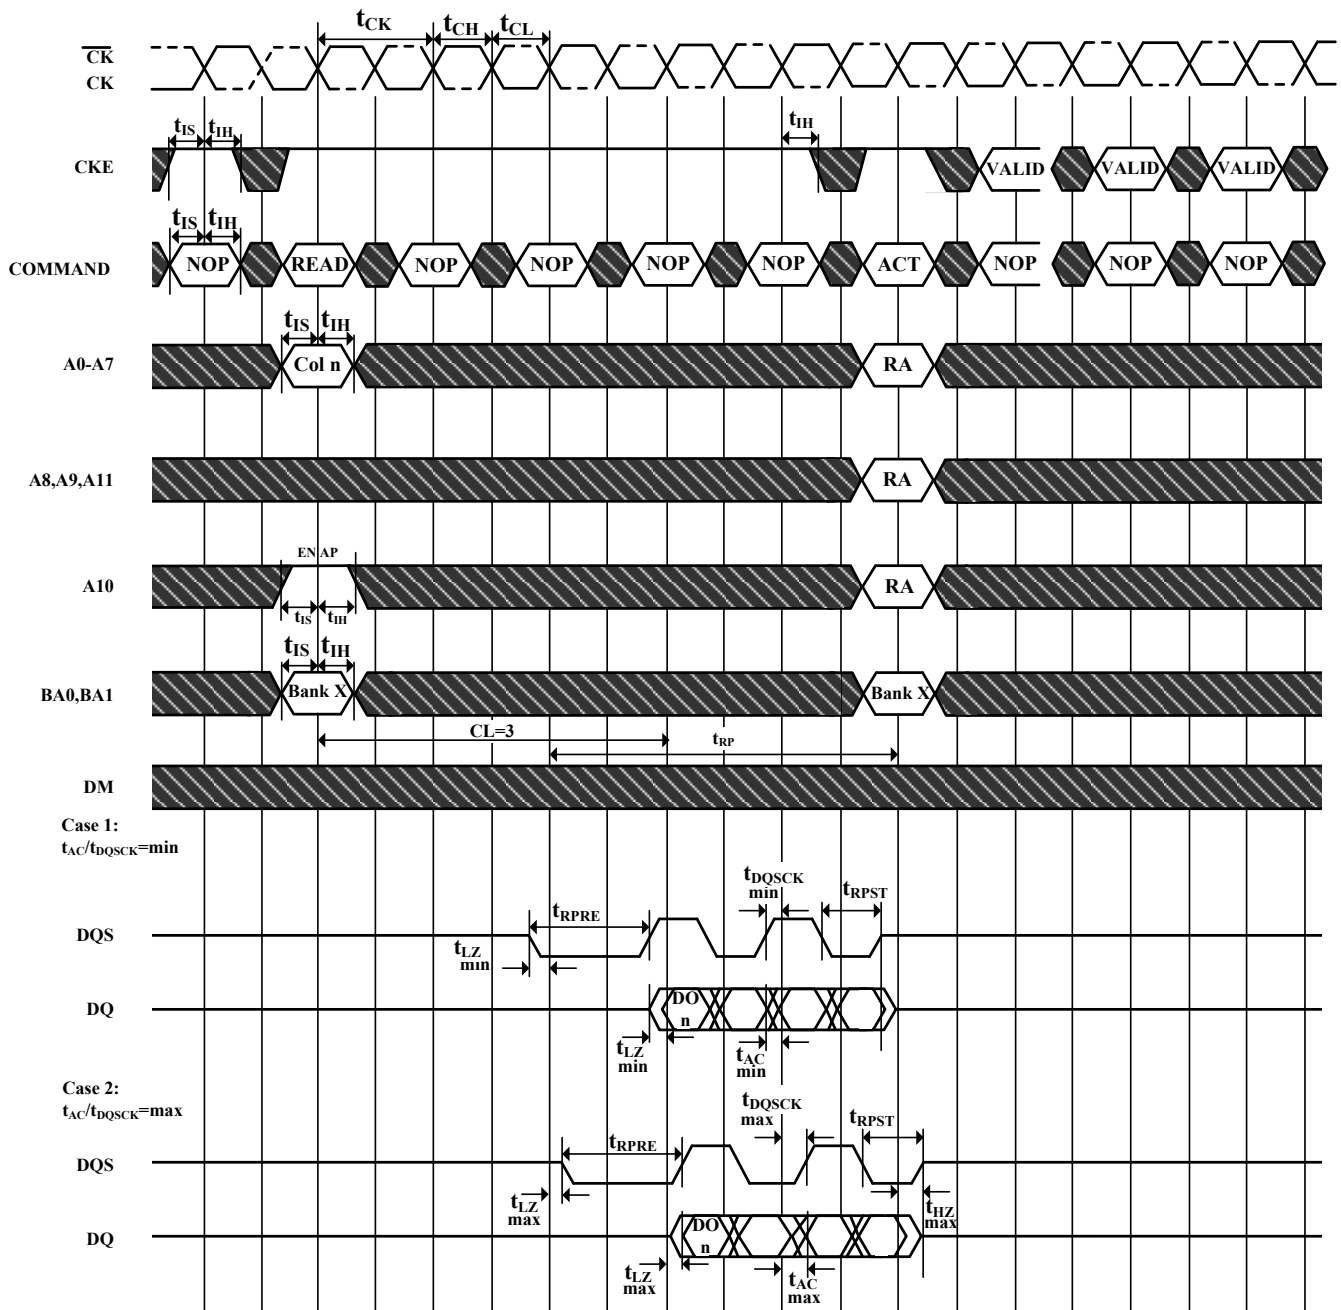 tCK tCH tCL
CK
CK
tIS tIH tIH
CKE VALID VALID VALID
tIS tIH
COMMAND NOP READ NOP NOP NOP NOP ACT NOP NOP NOP
tIS tIH
A0-A7 Col n RA
A8,A9,A11 RA
EN AP
A10 RA
tIS tIH
tIS tIH
BA0,BA1 Bank X Bank X
CL=3 tRP
DM
Case 1:
tAC/tDQSCK=min
tDQSCK
min
tRPST
tRPRE
DQS
tLZ
min
DQ DO
n
tLZ
min
tAC
min
Case 2:
tAC/tDQSCK=max
tDQSCK
max
tRPST
tRPRE
DQS
tLZ
max
tHZ
max
DQ DO
n
tLZ
max
tAC
max